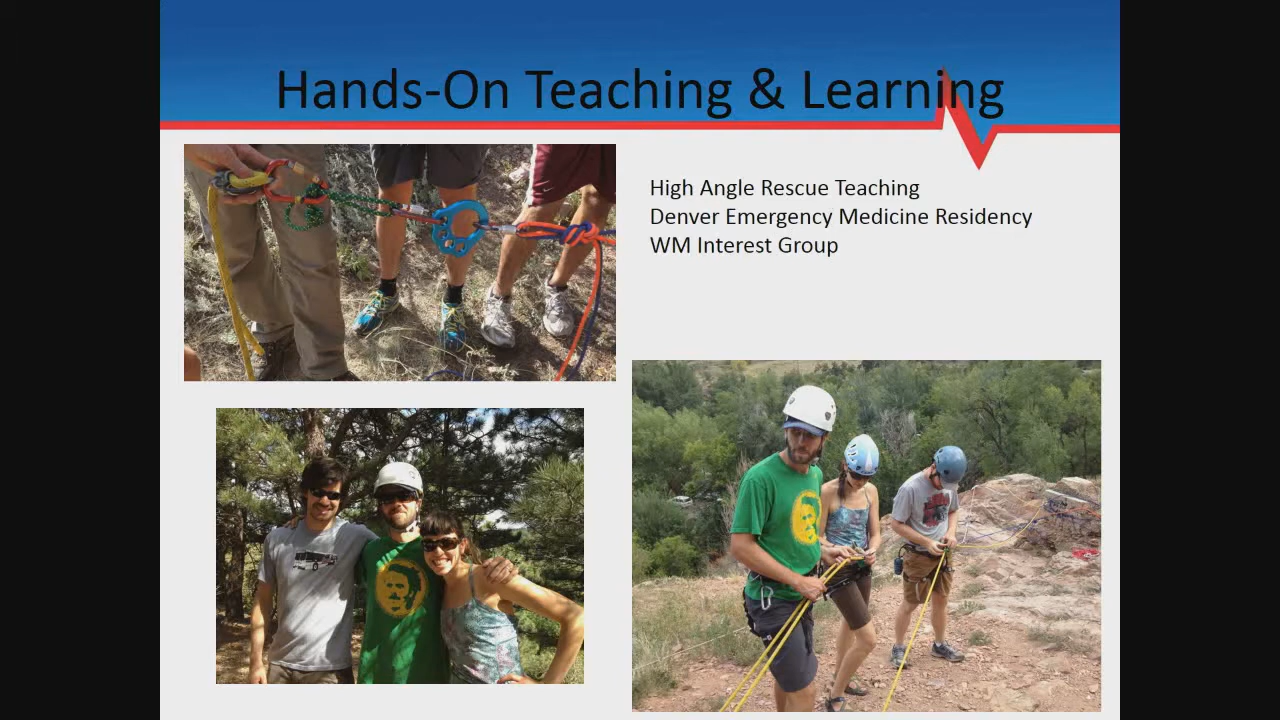 Hands-On Teaching & Learning
High Angle Rescue Teaching
Denver Emergency Medicine Residency
WM Interest Group